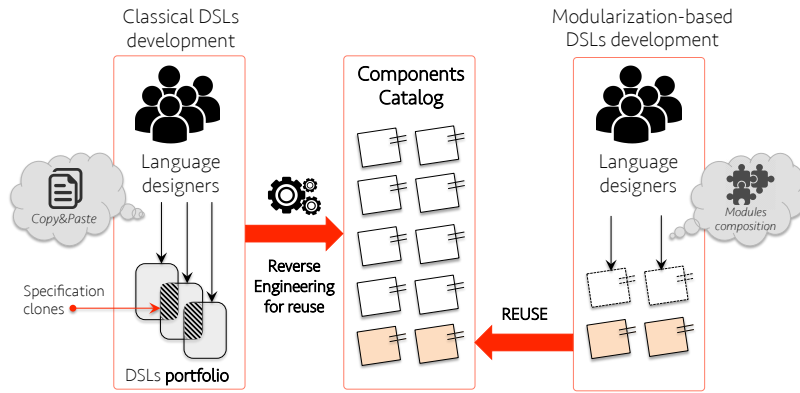 Classical DSLs
development
Language
designers
Copy&Paste
Specification
clones
DSLs portfolio
Reverse
Engineering
for reuse
Components
Catalog
REUSE
Modularization-based
DSLs development
Language
designers
Modules
composition